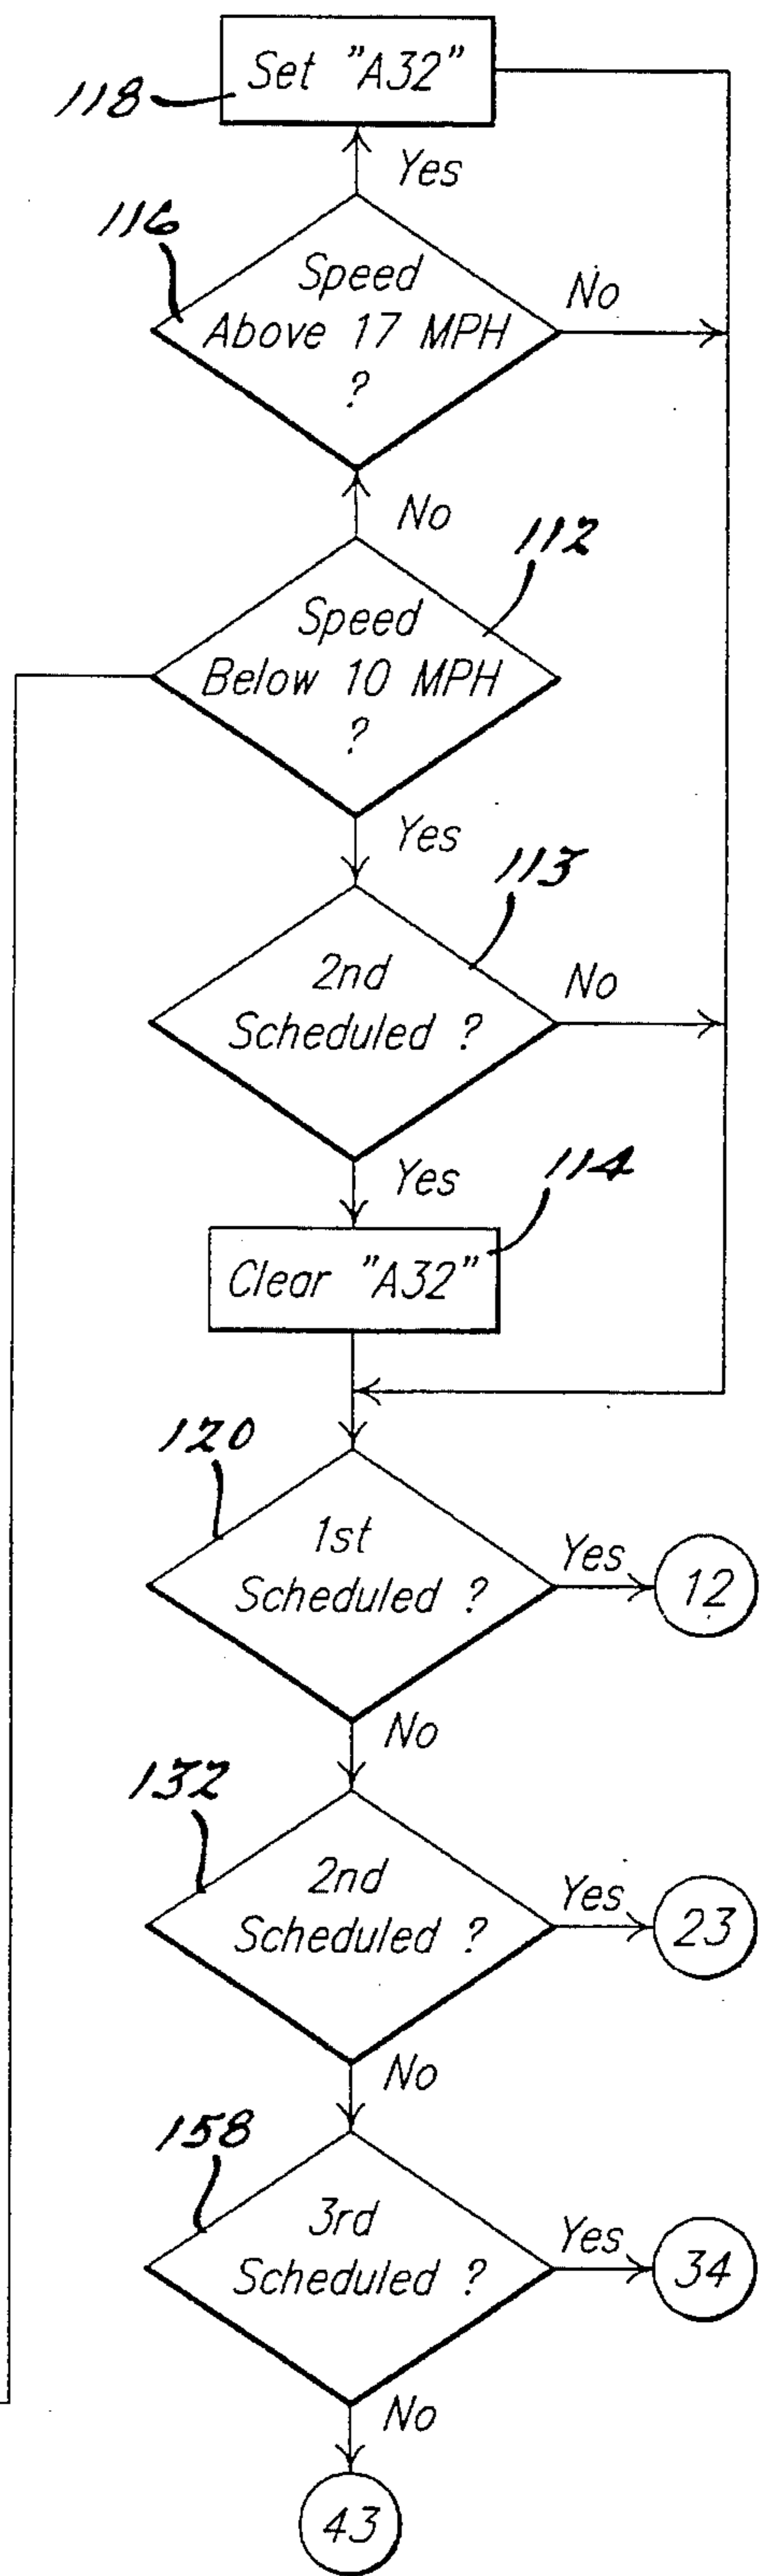 Set "A32"
118
Yes
116
Speed
Above 17 MPH
?
No
No
112
Speed
Below 10 MPH
?
Yes
113
2nd
Scheduled ?
No
Yes
114
Clear "A32"
120
1st
Scheduled ?
Yes
12
No
132
2nd
Scheduled ?
Yes
23
No
158
3rd
Scheduled ?
Yes
34
No
43